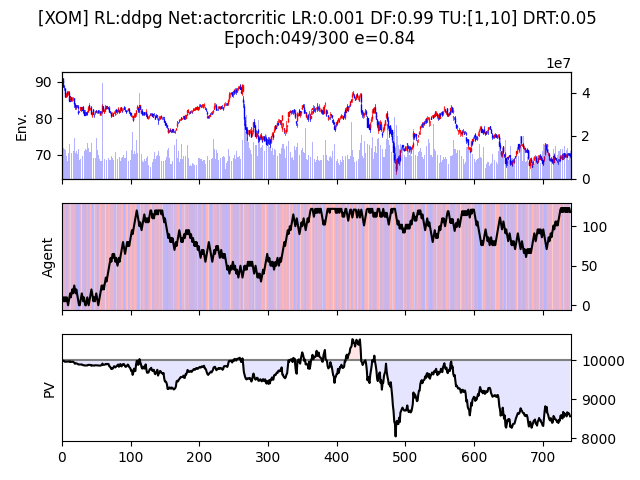 [XOM] RL:ddpg Net:actorcritic LR:0.001 DF:0.99 TU:[1,10] DRT:0.05
Epoch:049/300 e=0.84
1e7
90
80
70
Env.
4
2
0
Agent
100
50
0
PV
10000
9000
8000
0 100 200 300 400 500 600 700